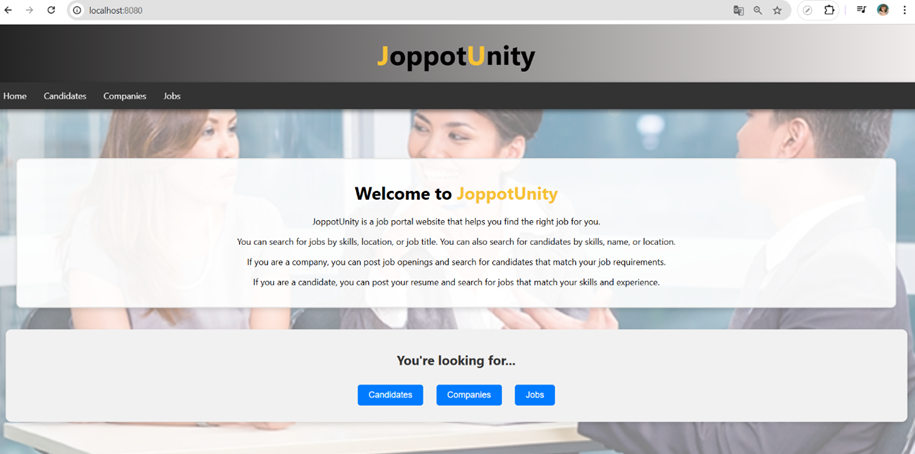 localhost:8080
JoppotUnity
Home Candidates Companies Jobs
Welcome to JoppotUnity
JoppotUnity is a job portal website that helps you find the right job for you.
You can search for jobs by skills, location, or job title. You can also search for candidates by skills, name, or location.
If you are a company, you can post job openings and search for candidates that match your job requirements.
If you are a candidate, you can post your resume and search for jobs that match your skills and experience.
You're looking for...
Candidates Companies Jobs